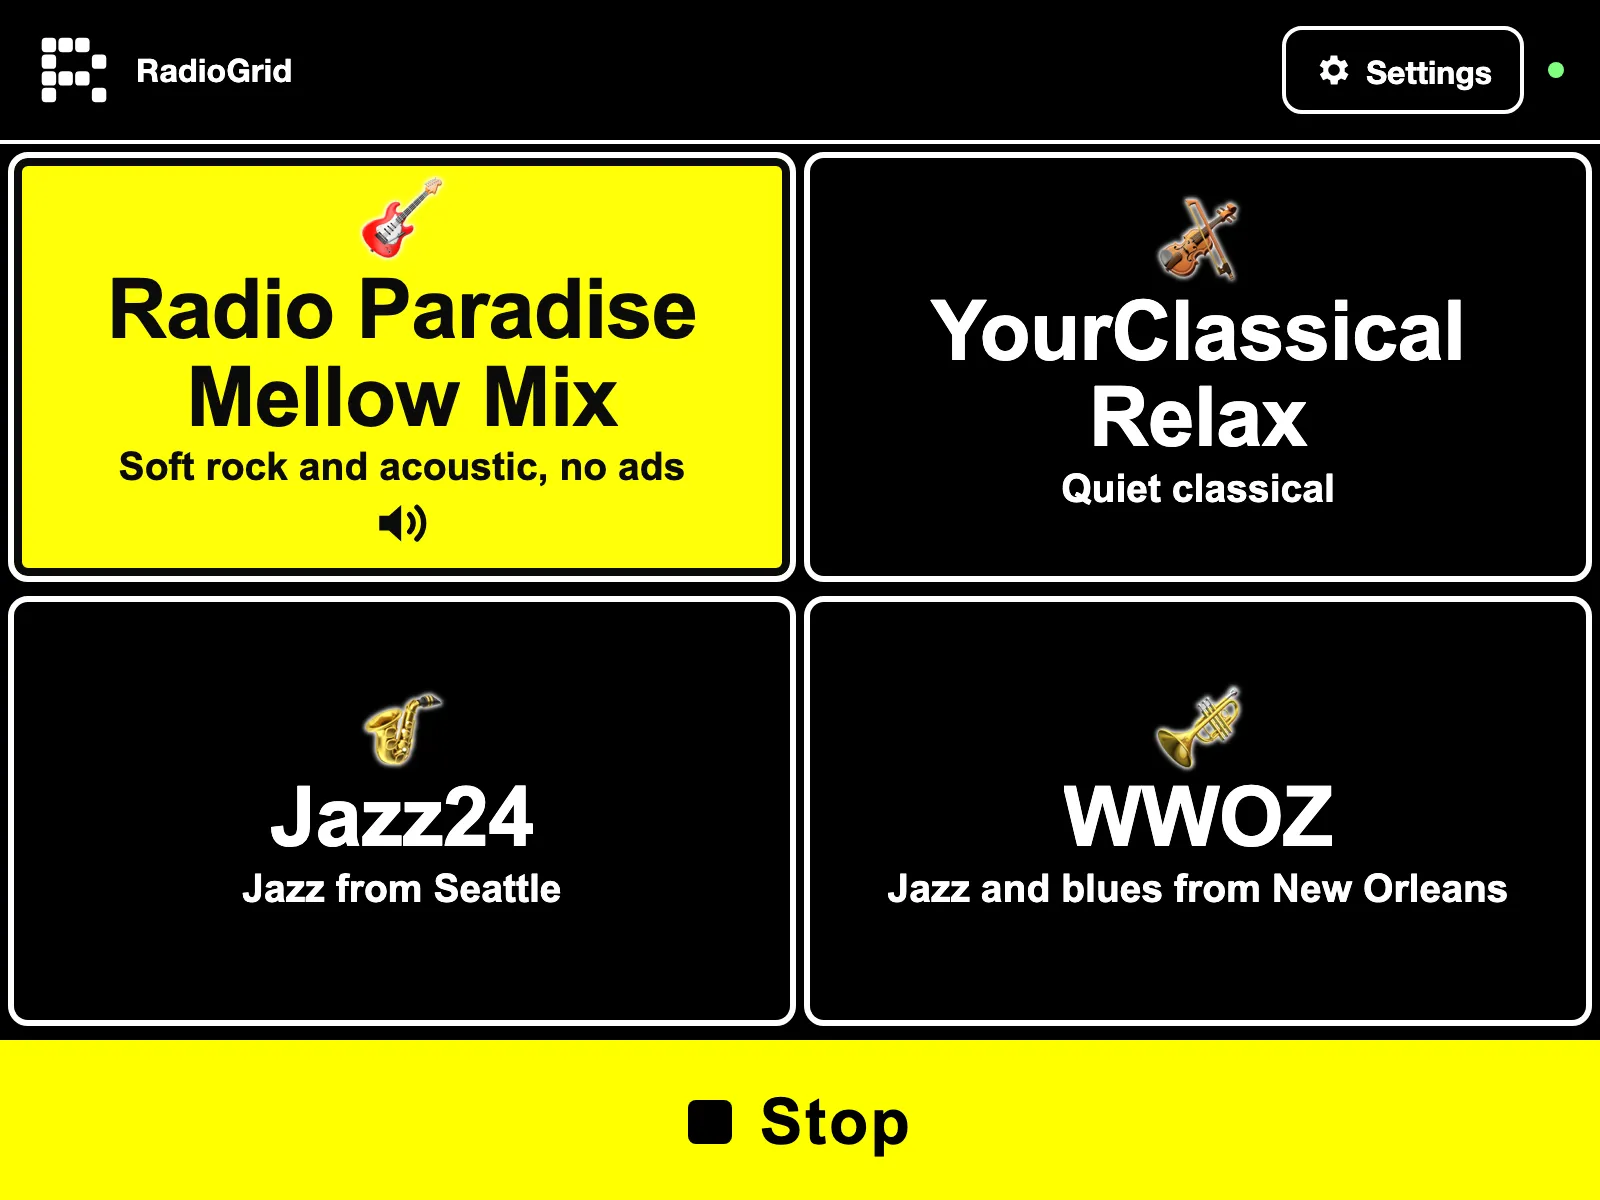 RadioGrid
Settings
Radio Paradise
Mellow Mix
Soft rock and acoustic, no ads
YourClassical
Relax
Quiet classical
Jazz24
Jazz from Seattle
WWOZ
Jazz and blues from New Orleans
Stop